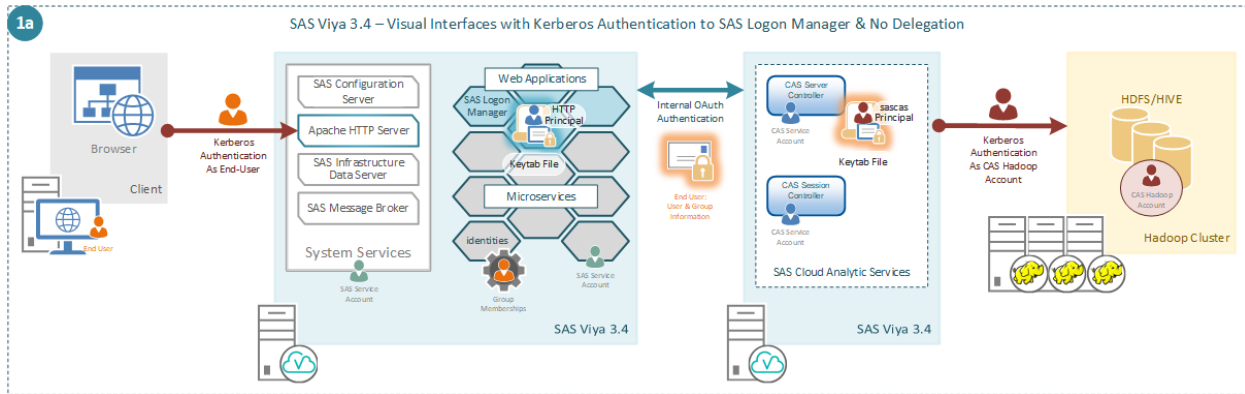 1a
SAS Viya 3.4 – Visual Interfaces with Kerberos Authentication to SAS Logon Manager & No Delegation
Browser
Client
End User
Kerberos
Authentication
As End-User
SAS Configuration
Server
Apache HTTP Server
SAS Infrastructure
Data Server
SAS Message Broker
System Services
SAS Service
Account
Web Applications
SAS Logon
Manager
HTTP
Principal
Keytab File
Microservices
identities
Group
Memberships
SAS Service
Account
SAS Viya 3.4
Internal OAuth
Authentication
End User:
User & Group
Information
CAS Server
Controller
CAS Service
Account
sascas
Principal
Keytab File
CAS Session
Controller
CAS Service
Account
SAS Cloud Analytic Services
SAS Viya 3.4
Kerberos
Authentication
As CAS Hadoop
Account
HDFS/HIVE
CAS Hadoop
Account
Hadoop Cluster
V
V